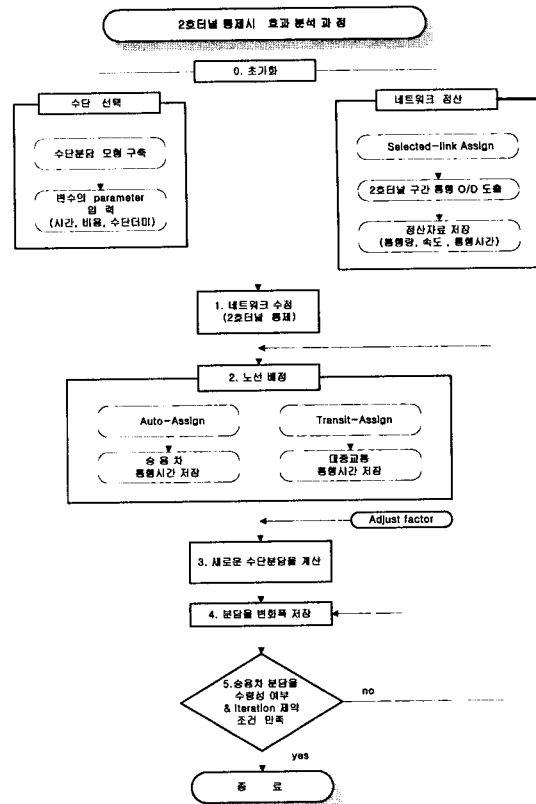 2호터널 통제시 효과 분석 과 정
0. 초기화
수단 선택
수단분담 모형 구축
변수의 parameter
입 력
(시간, 비용, 수단더미)
네트워크 정산
Selected-link Assign
2호터널 구간 통행 O/D 도출
정산자료 저장
(통행량, 속도, 통행시간)
1. 네트워크 수정
(2호터널 통제)
2. 노선 배정
Auto-Assign
승 용 차
통행시간 저장
Transit-Assign
대중교통
통행시간 저장
Adjust factor
3. 새로운 수단분담율 계산
4. 분담율 변화폭 저장
5.승용차 분담율
수렴성 여부
& Iteration 제약
조건 만족
no
yes
종 료